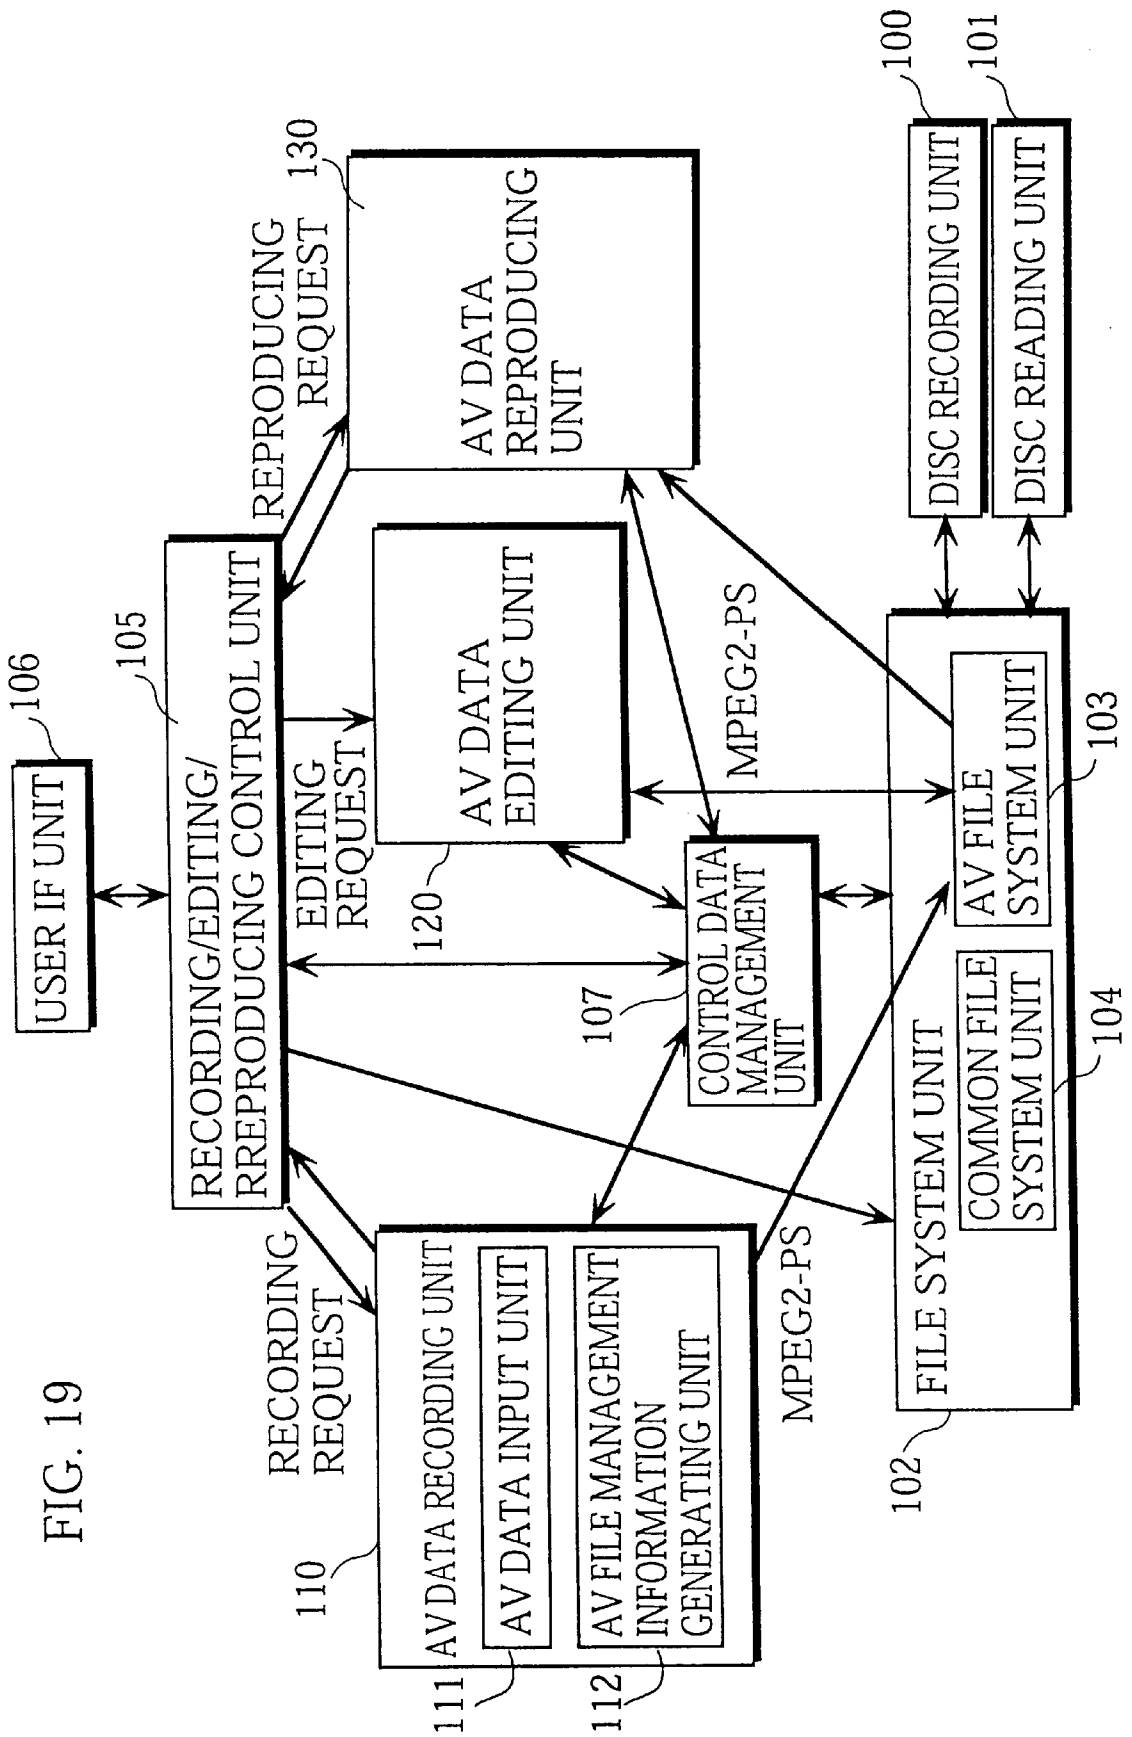 FIG. 19
USER IF UNIT
106
RECORDING/EDITING/
RREPRODUCING CONTROL UNIT
105
RECORDING
REQUEST
EDITING
REQUEST
REPRODUCING
REQUEST
110
AV DATA RECORDING UNIT
111
AV DATA INPUT UNIT
112
AV FILE MANAGEMENT
INFORMATION
GENERATING UNIT
120
AV DATA
EDITING UNIT
130
AV DATA
REPRODUCING
UNIT
107
CONTROL DATA
MANAGEMENT
UNIT
MPEG2-PS
MPEG2-PS
102
FILE SYSTEM UNIT
COMMON FILE
SYSTEM UNIT
104
AV FILE
SYSTEM UNIT
103
DISC RECORDING UNIT
100
DISC READING UNIT
101